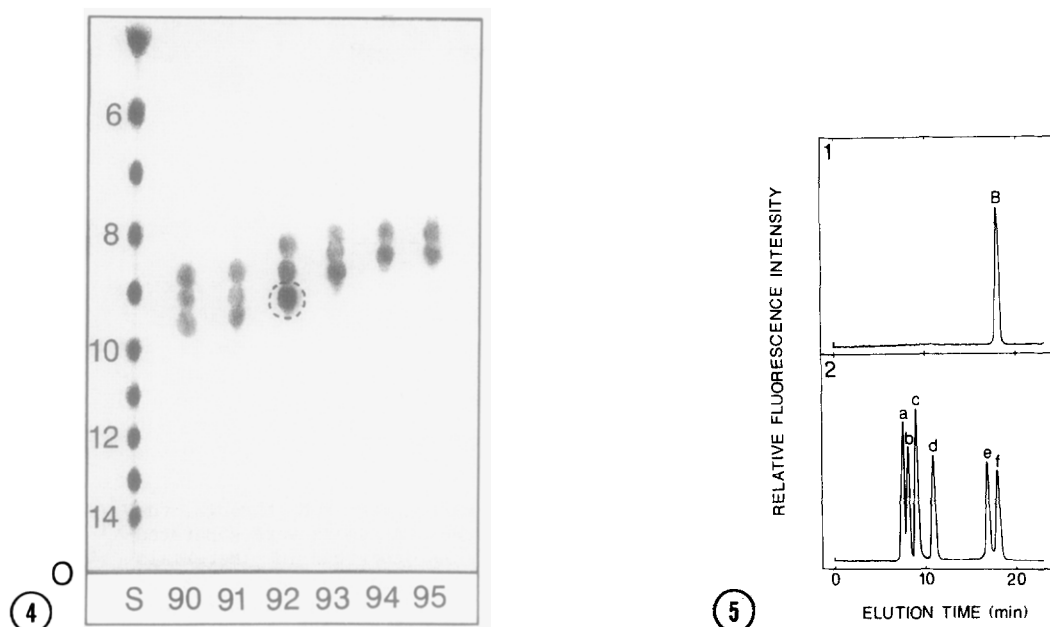 6
8
10
12
14
O
S 90 91 92 93 94 95
4
RELATIVE FLUORESCENCE INTENSITY
1
B
2
a
b
c
d
e
f
0 10 20
ELUTION TIME (min)
5